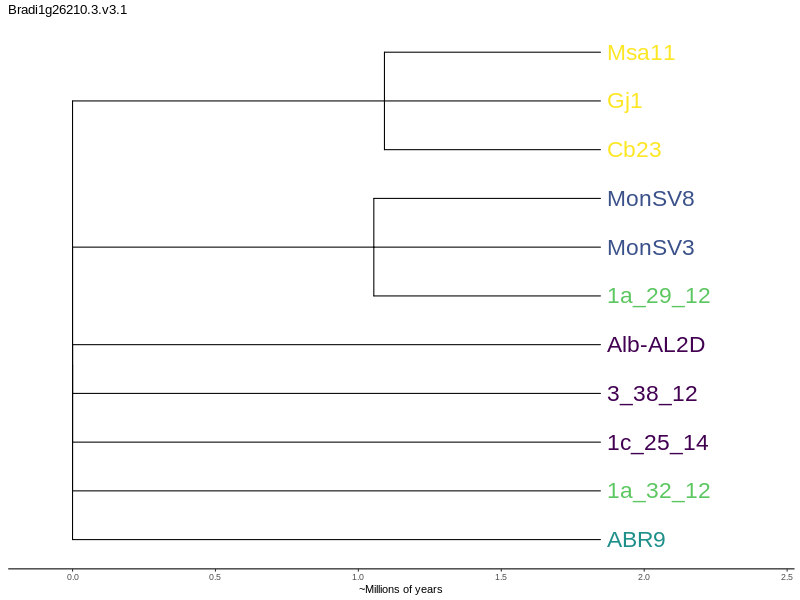 Bradi1g26210.3.v3.1
Msa11
Gj1
Cb23
MonSV8
MonSV3
1a_29_12
Alb-AL2D
3_38_12
1c_25_14
1a_32_12
ABR9
0.0 0.5 1.0 1.5 2.0 2.5
~Millions of years